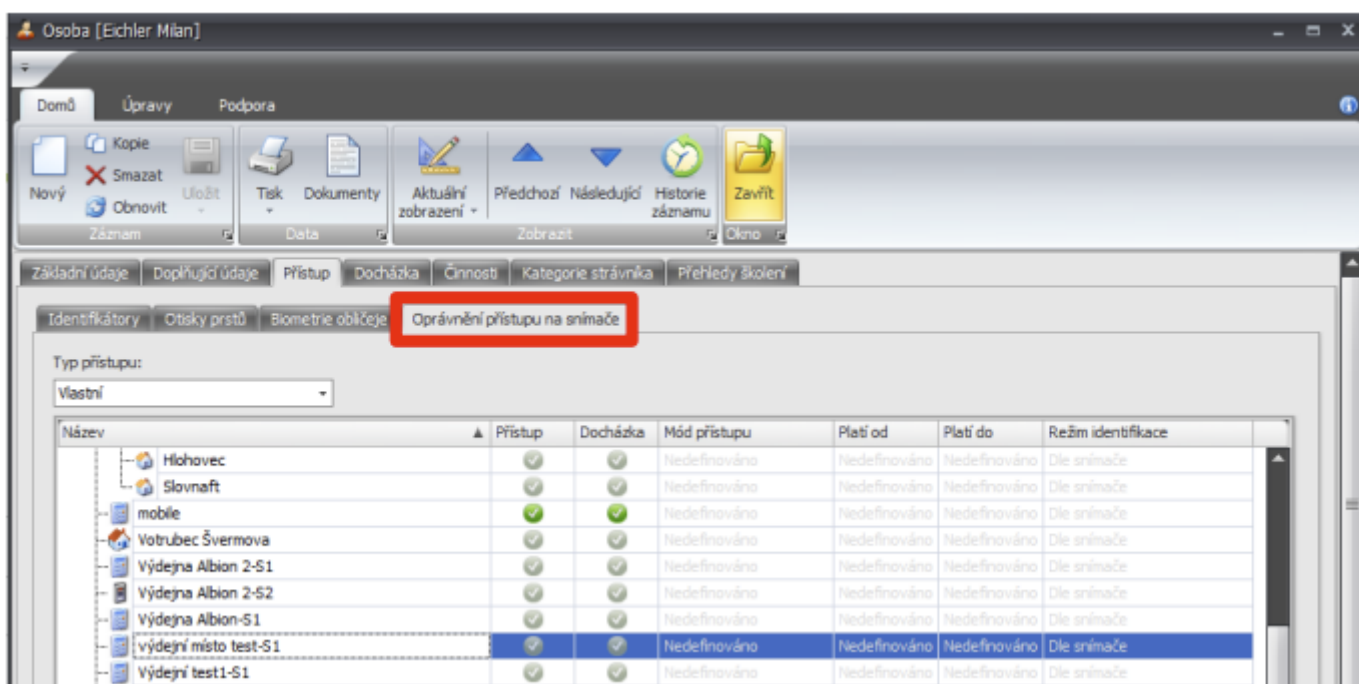 Osoba [Eichler Milan]
Domů Úpravy Podpora
Nový Kopie Smazat Obnovit Uložit Tisk Dokumenty Aktuální zobrazení Předchozí Následující Historie záznamu Zavřít
Záznam Data Zobrazit Okno
Základní údaje Doplňující údaje Přístup Docházka Činnosti Kategorie strávníka Přehledy školení
Identifikátory Otisky prstů Biometrie obličeje Oprávnění přístupu na snímače
Typ přístupu:
Vlastní
Název Přístup Docházka Mód přístupu Platí od Platí do Režim identifikace
Hlohovec Nedefinováno Nedefinováno Nedefinováno Dle snímače
Slovnaft Nedefinováno Nedefinováno Nedefinováno Dle snímače
mobile Nedefinováno Nedefinováno Nedefinováno Dle snímače
Votrubec Švermova Nedefinováno Nedefinováno Nedefinováno Dle snímače
Výdejna Albion 2-S1 Nedefinováno Nedefinováno Nedefinováno Dle snímače
Výdejna Albion 2-S2 Nedefinováno Nedefinováno Nedefinováno Dle snímače
Výdejna Albion-S1 Nedefinováno Nedefinováno Nedefinováno Dle snímače
výdejní místo test-S1 Nedefinováno Nedefinováno Nedefinováno Dle snímače
Výdejní test1-S1 Nedefinováno Nedefinováno Nedefinováno Dle snímače